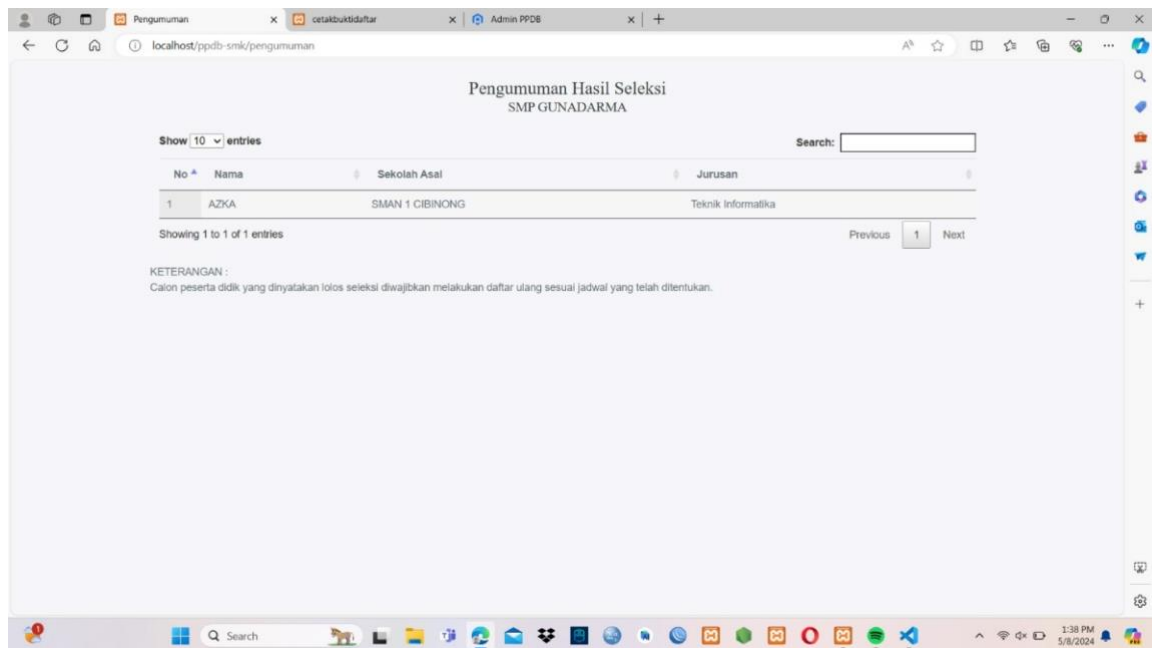 Pengumuman
cetakbuktidaftar
Admin PPDB
localhost/ppdb-smk/pengumuman
Pengumuman Hasil Seleksi
SMP GUNADARMA
Show 10 entries
Search:
No Nama Sekolah Asal Jurusan
1 AZKA SMAN 1 CIBINONG Teknik Informatika
Showing 1 to 1 of 1 entries
Previous 1 Next
KETERANGAN :
Calon peserta didik yang dinyatakan lolos seleksi diwajibkan melakukan daftar ulang sesuai jadwal yang telah ditentukan.
Search
1:38 PM
5/8/2024